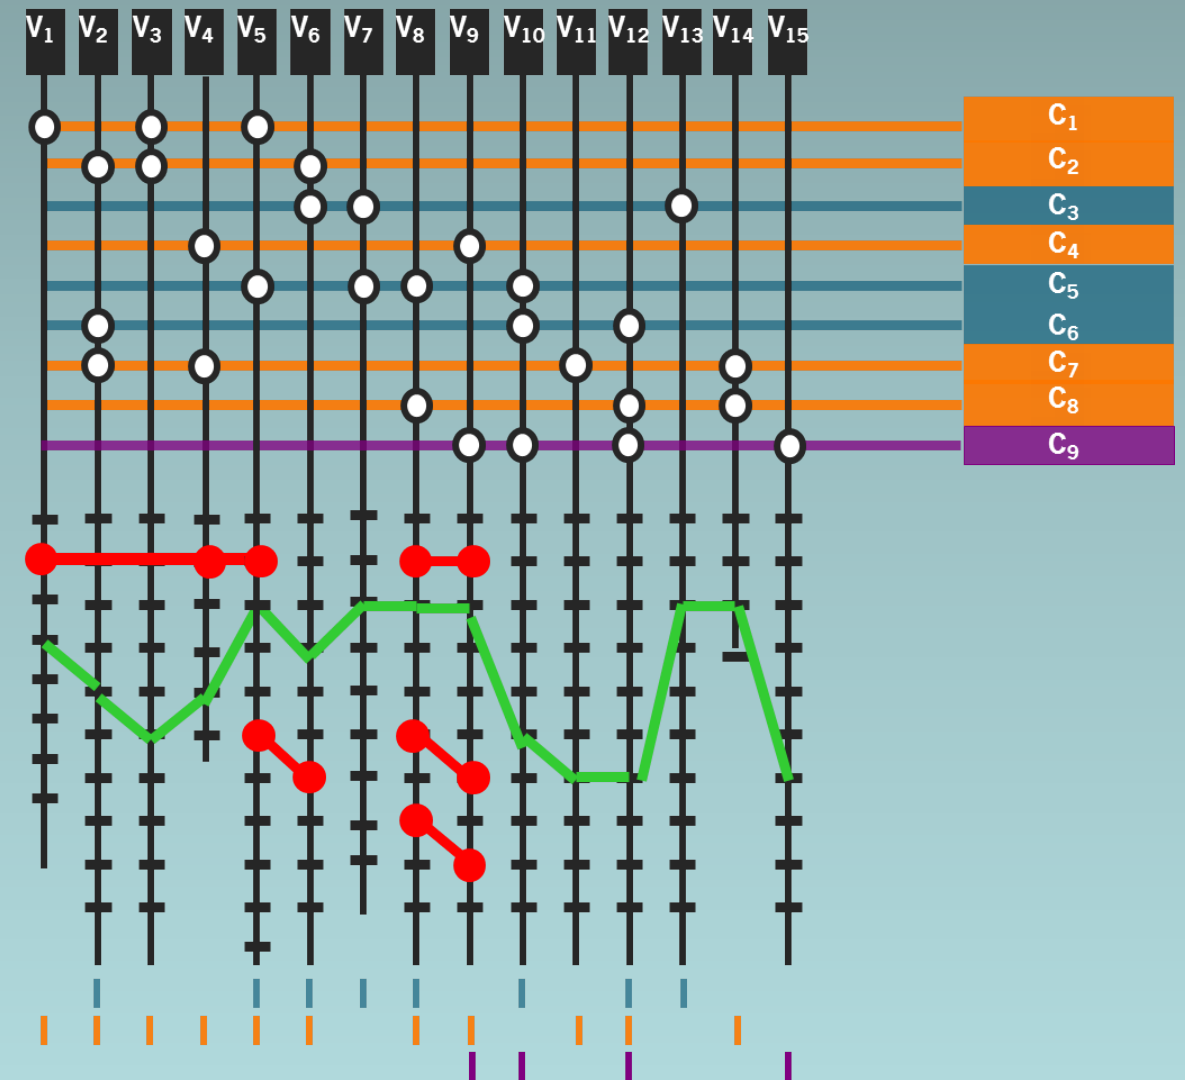 V₁ V₂ V₃ V₄ V₅ V₆ V₇ V₈ V₉ V₁₀ V₁₁ V₁₂ V₁₃ V₁₄ V₁₅
C₁
C₂
C₃
C₄
C₅
C₆
C₇
C₈
C₉